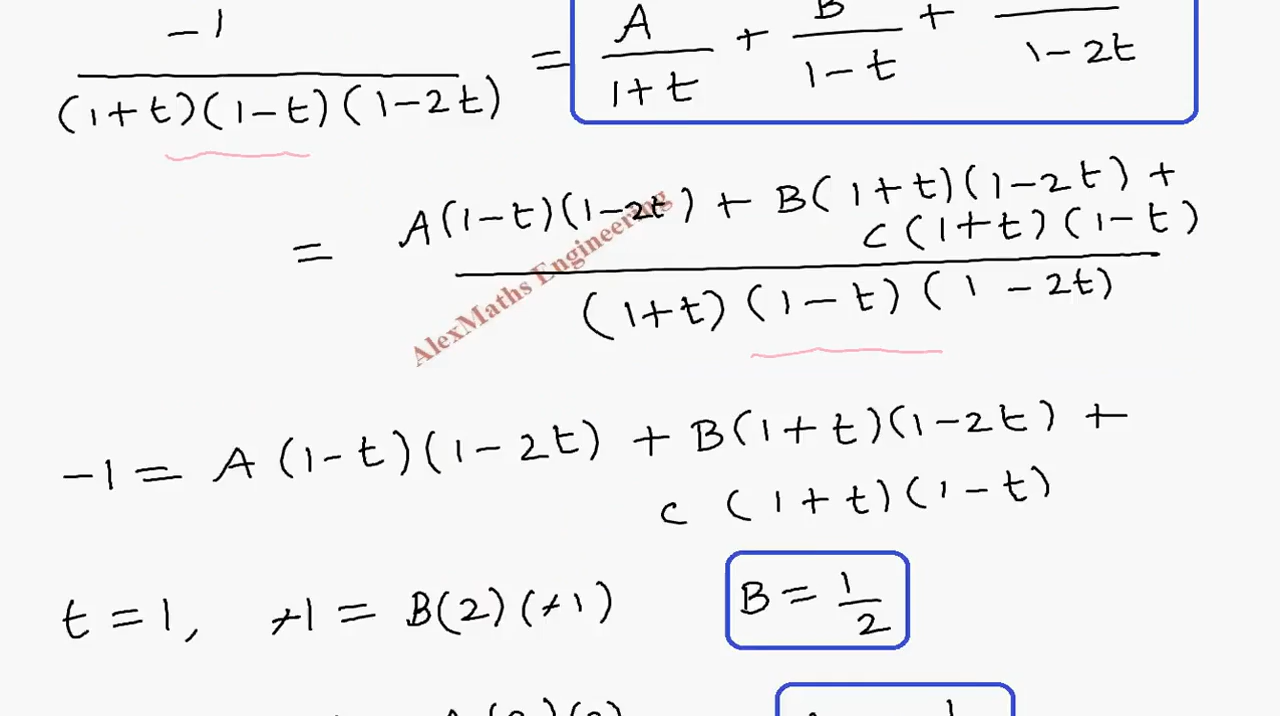 -1
(1+t)(1-t)(1-2t)
= A/1+t + B/1-t + /1-2t
= A(1-t)(1-2t) + B(1+t)(1-2t) +
C(1+t)(1-t)
(1+t)(1-t)(1-2t)
AlexMaths Engineering
-1 = A(1-t)(1-2t) + B(1+t)(1-2t) +
C (1+t)(1-t)
t=1, -1 = B(2)(-1)
B = 1/2